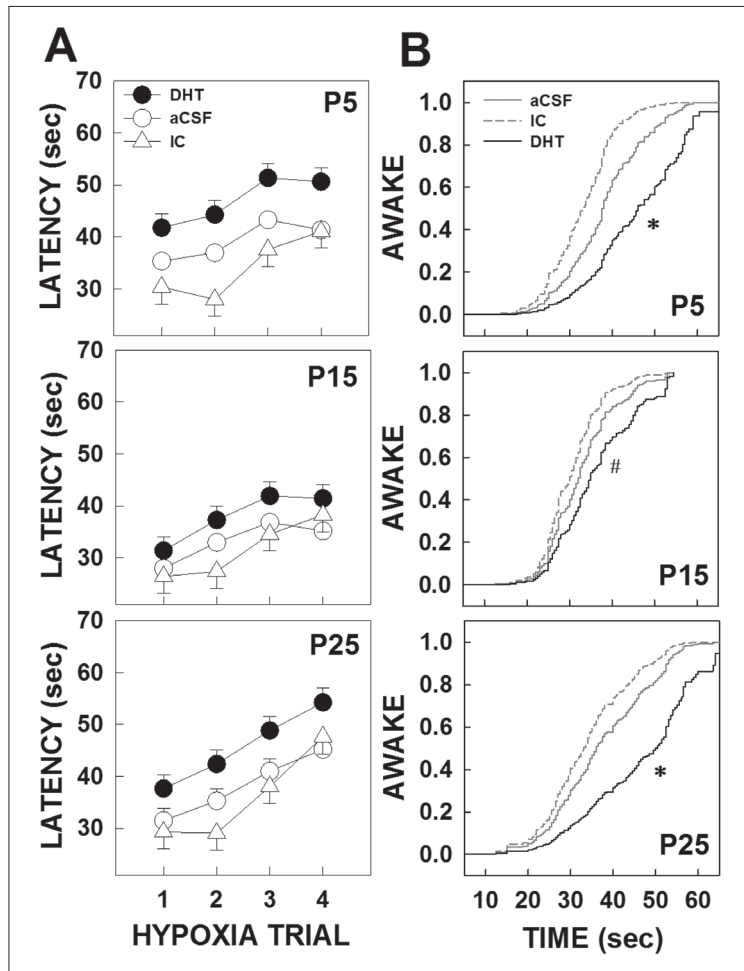 A
B
70
60
50
40
30
LATENCY (sec)
DHT
aCSF
IC
P5
1.0
0.8
0.6
0.4
0.2
0.0
AWAKE
aCSF
IC
DHT
*
P5
70
60
50
40
30
LATENCY (sec)
P15
1.0
0.8
0.6
0.4
0.2
0.0
AWAKE
#
P15
70
60
50
40
30
LATENCY (sec)
P25
1 2 3 4
HYPOXIA TRIAL
1.0
0.8
0.6
0.4
0.2
0.0
AWAKE
*
P25
10 20 30 40 50 60
TIME (sec)